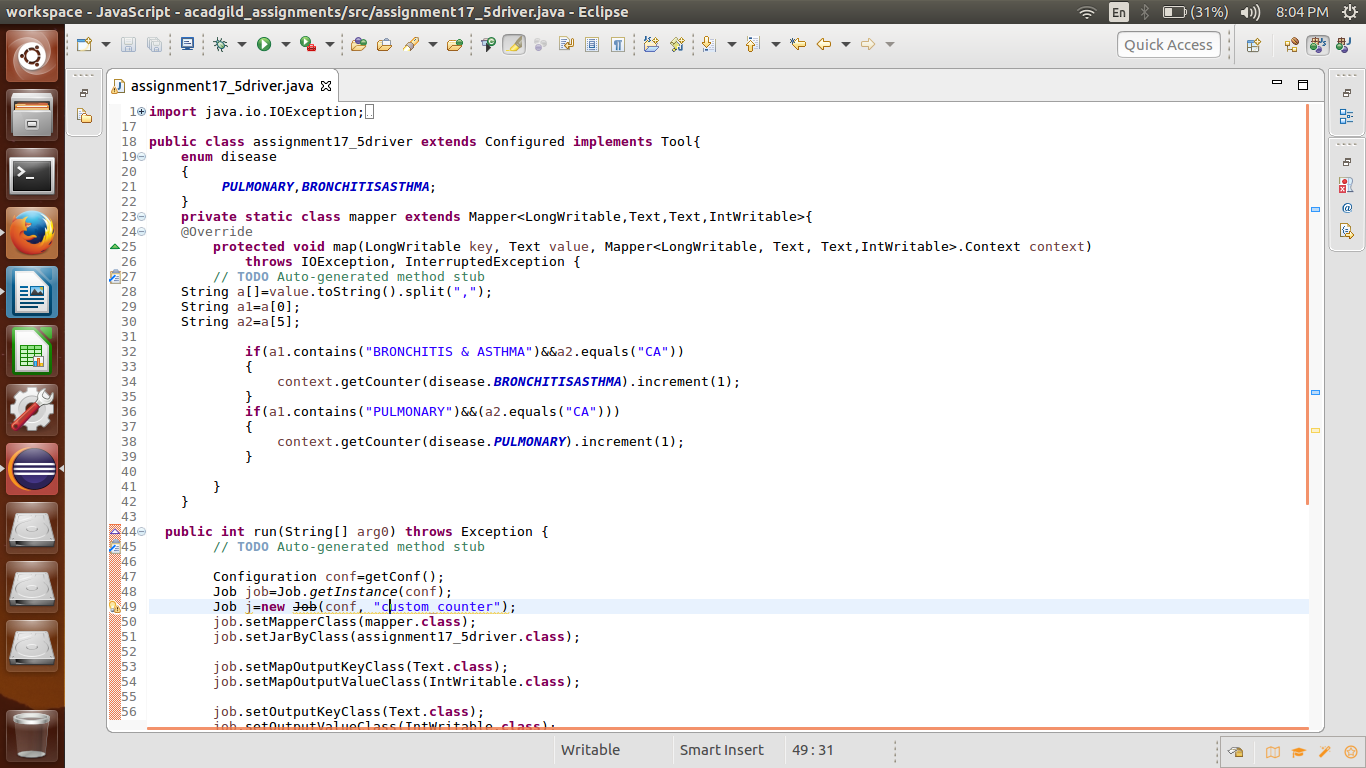 workspace - JavaScript - acadgild_assignments/src/assignment17_5driver.java - Eclipse
En (31%) 8:04 PM
Quick Access
assignment17_5driver.java
1 import java.io.IOException;
17
18 public class assignment17_5driver extends Configured implements Tool{
19 enum disease
20 {
21 PULMONARY,BRONCHITISASTHMA;
22 }
23 private static class mapper extends Mapper<LongWritable,Text,Text,IntWritable>{
24 @Override
25 protected void map(LongWritable key, Text value, Mapper<LongWritable, Text, Text,IntWritable>.Context context)
26 throws IOException, InterruptedException {
27 // TODO Auto-generated method stub
28 String a[]=value.toString().split(",");
29 String a1=a[0];
30 String a2=a[5];
31
32 if(a1.contains("BRONCHITIS & ASTHMA")&&a2.equals("CA"))
33 {
34 context.getCounter(disease.BRONCHITISASTHMA).increment(1);
35 }
36 if(a1.contains("PULMONARY")&&(a2.equals("CA")))
37 {
38 context.getCounter(disease.PULMONARY).increment(1);
39 }
40
41 }
42 }
43
44 public int run(String[] arg0) throws Exception {
45 // TODO Auto-generated method stub
46
47 Configuration conf=getConf();
48 Job job=Job.getInstance(conf);
49 Job j=new Job(conf, "custom_counter");
50 job.setMapperClass(mapper.class);
51 job.setJarByClass(assignment17_5driver.class);
52
53 job.setMapOutputKeyClass(Text.class);
54 job.setMapOutputValueClass(IntWritable.class);
55
56 job.setOutputKeyClass(Text.class);
job.setOutputValueClass(IntWritable.class);
Writable Smart Insert 49 : 31